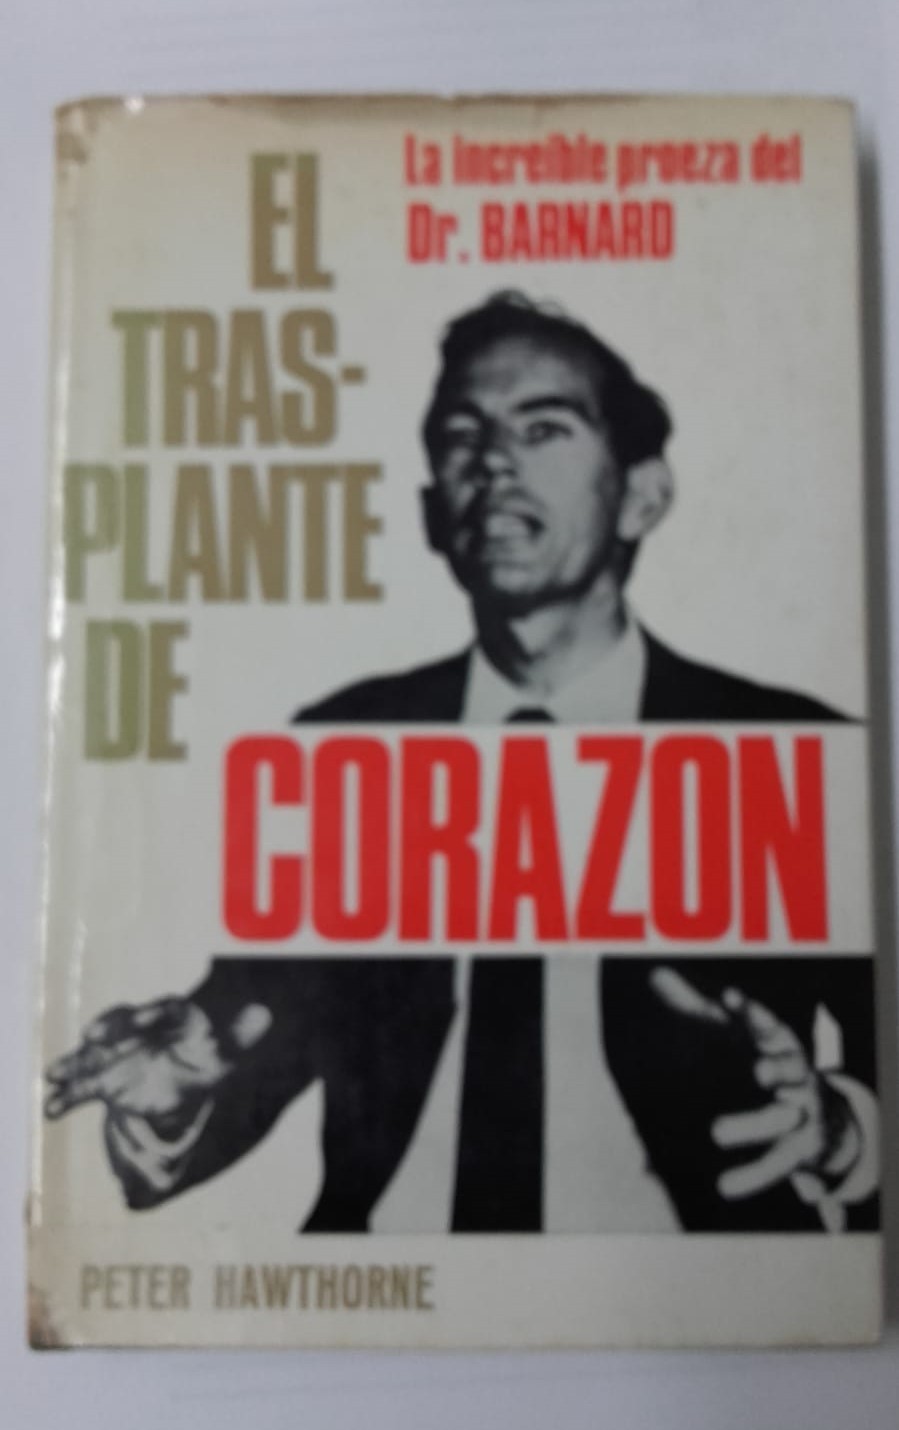 La increíble proeza del
Dr. BARNARD
EL
TRAS-
PLANTE
DE
CORAZON
PETER HAWTHORNE